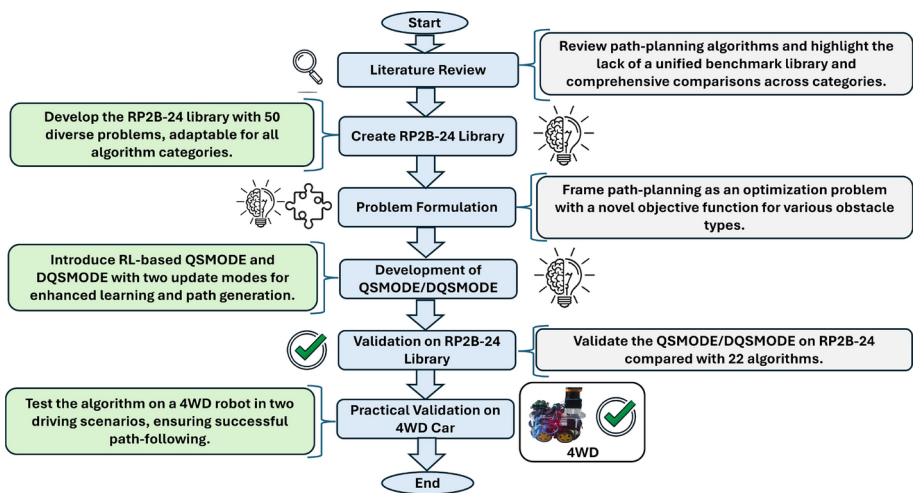 Start
Literature Review
Review path-planning algorithms and highlight the
lack of a unified benchmark library and
comprehensive comparisons across categories.
Develop the RP2B-24 library with 50
diverse problems, adaptable for all
algorithm categories.
Create RP2B-24 Library
Problem Formulation
Frame path-planning as an optimization problem
with a novel objective function for various obstacle
types.
Introduce RL-based QSMODE and
DQSMODE with two update modes for
enhanced learning and path generation.
Development of
QSMODE/DQSMODE
Validation on RP2B-24
Library
Validate the QSMODE/DQSMODE on RP2B-24
compared with 22 algorithms.
Test the algorithm on a 4WD robot in two
driving scenarios, ensuring successful
path-following.
Practical Validation on
4WD Car
4WD
End